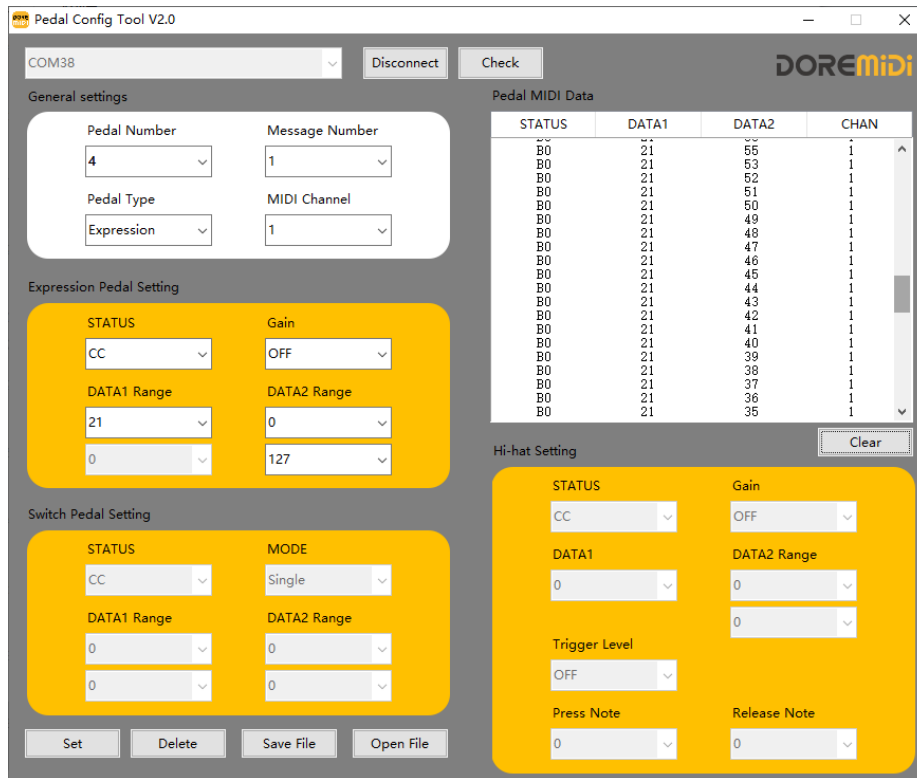 Pedal Config Tool V2.0
COM38
Disconnect
Check
DOREMiDi
General settings
Pedal Number
Message Number
4
1
Pedal Type
MIDI Channel
Expression
1
Expression Pedal Setting
STATUS
Gain
CC
OFF
DATA1 Range
DATA2 Range
21
0
0
127
Switch Pedal Setting
STATUS
MODE
CC
Single
DATA1 Range
DATA2 Range
0
0
0
0
Set
Delete
Save File
Open File
Pedal MIDI Data
STATUS DATA1 DATA2 CHAN
B0 21 55 1
B0 21 53 1
B0 21 52 1
B0 21 51 1
B0 21 50 1
B0 21 49 1
B0 21 48 1
B0 21 47 1
B0 21 46 1
B0 21 45 1
B0 21 44 1
B0 21 43 1
B0 21 42 1
B0 21 41 1
B0 21 40 1
B0 21 39 1
B0 21 38 1
B0 21 37 1
B0 21 36 1
B0 21 35 1
Clear
Hi-hat Setting
STATUS
Gain
CC
OFF
DATA1
DATA2 Range
0
0
0
Trigger Level
OFF
Press Note
Release Note
0
0